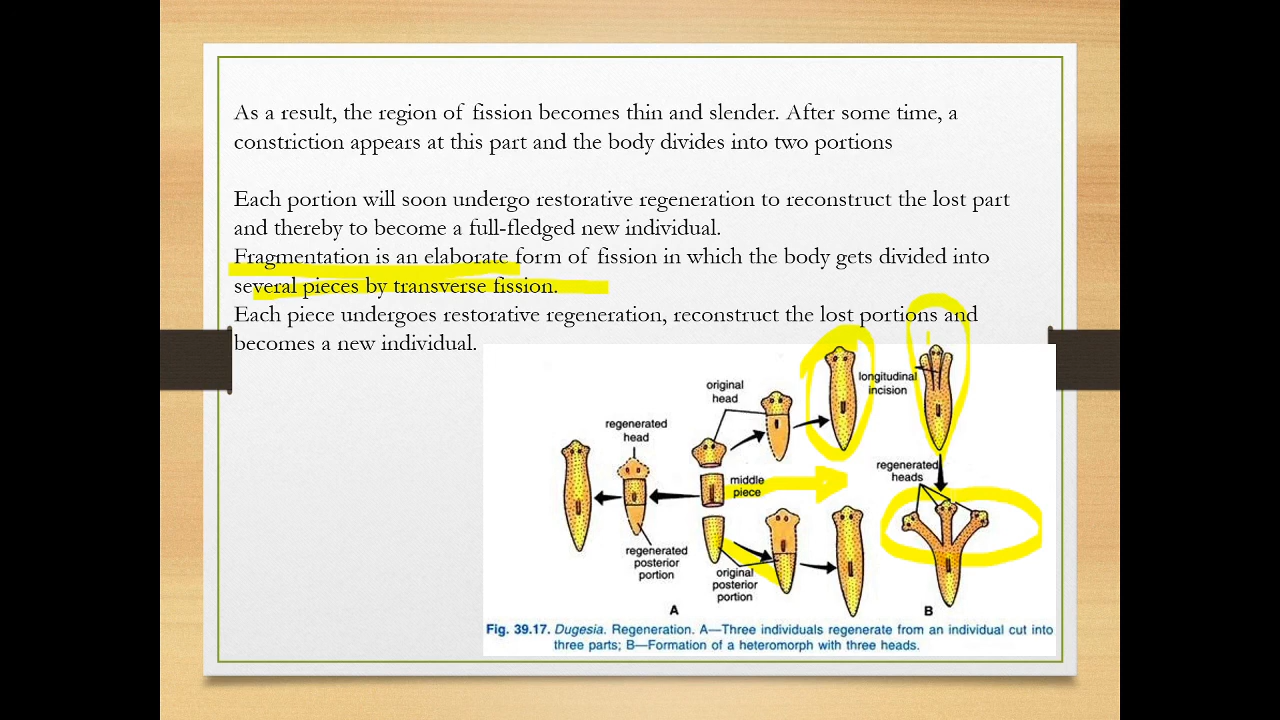 As a result, the region of fission becomes thin and slender. After some time, a
constriction appears at this part and the body divides into two portions
Each portion will soon undergo restorative regeneration to reconstruct the lost part
and thereby to become a full-fledged new individual.
Fragmentation is an elaborate form of fission in which the body gets divided into
several pieces by transverse fission.
Each piece undergoes restorative regeneration, reconstruct the lost portions and
becomes a new individual.
original
head
longitudinal
incision
regenerated
head
middle
piece
regenerated
heads
regenerated
posterior
portion
original
posterior
portion
A
B
Fig. 39.17. Dugesia. Regeneration. A—Three individuals regenerate from an individual cut into
three parts; B—Formation of a heteromorph with three heads.